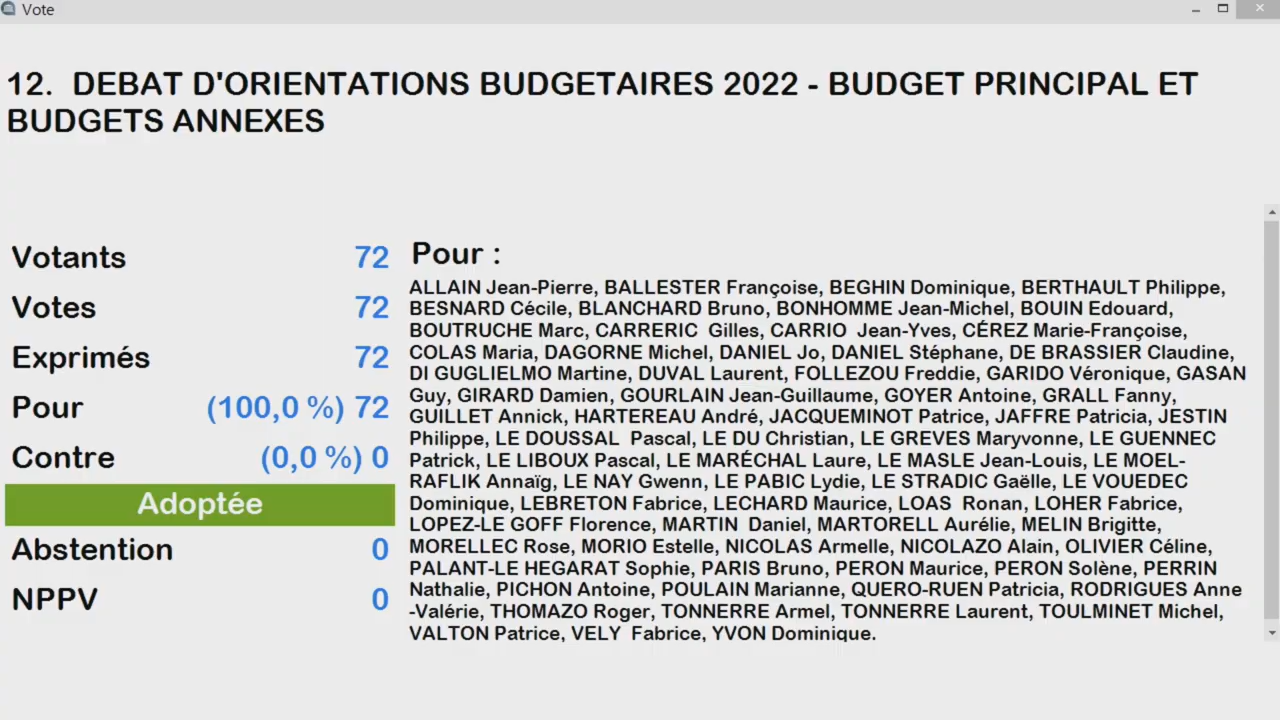 Vote
12. DEBAT D'ORIENTATIONS BUDGETAIRES 2022 - BUDGET PRINCIPAL ET
BUDGETS ANNEXES
Votants 72
Votes 72
Exprimés 72
Pour (100,0 %) 72
Contre (0,0 %) 0
Adoptée
Abstention 0
NPPV 0
Pour :
ALLAIN Jean-Pierre, BALLESTER Françoise, BEGHIN Dominique, BERTHAULT Philippe,
BESNARD Cécile, BLANCHARD Bruno, BONHOMME Jean-Michel, BOUIN Edouard,
BOUTRUCHE Marc, CARRERIC Gilles, CARRIO Jean-Yves, CÉREZ Marie-Françoise,
COLAS Maria, DAGORNE Michel, DANIEL Jo, DANIEL Stéphane, DE BRASSIER Claudine,
DI GUGLIELMO Martine, DUVAL Laurent, FOLLEZOU Freddie, GARIDO Véronique, GASAN
Guy, GIRARD Damien, GOURLAIN Jean-Guillaume, GOYER Antoine, GRALL Fanny,
GUILLET Annick, HARTEREAU André, JACQUEMINOT Patrice, JAFFRE Patricia, JESTIN
Philippe, LE DOUSSAL Pascal, LE DU Christian, LE GREVES Maryvonne, LE GUENNEC
Patrick, LE LIBOUX Pascal, LE MARÉCHAL Laure, LE MASLE Jean-Louis, LE MOEL-
RAFLIK Annaïg, LE NAY Gwenn, LE PABIC Lydie, LE STRADIC Gaëlle, LE VOUEDEC
Dominique, LEBRETON Fabrice, LECHARD Maurice, LOAS Ronan, LOHER Fabrice,
LOPEZ-LE GOFF Florence, MARTIN Daniel, MARTORELL Aurélie, MELIN Brigitte,
MORELLEC Rose, MORIO Estelle, NICOLAS Armelle, NICOLAZO Alain, OLIVIER Céline,
PALANT-LE HEGARAT Sophie, PARIS Bruno, PERON Maurice, PERON Solène, PERRIN
Nathalie, PICHON Antoine, POULAIN Marianne, QUERO-RUEN Patricia, RODRIGUES Anne
-Valérie, THOMAZO Roger, TONNERRE Armel, TONNERRE Laurent, TOULMINET Michel,
VALTON Patrice, VELY Fabrice, YVON Dominique.